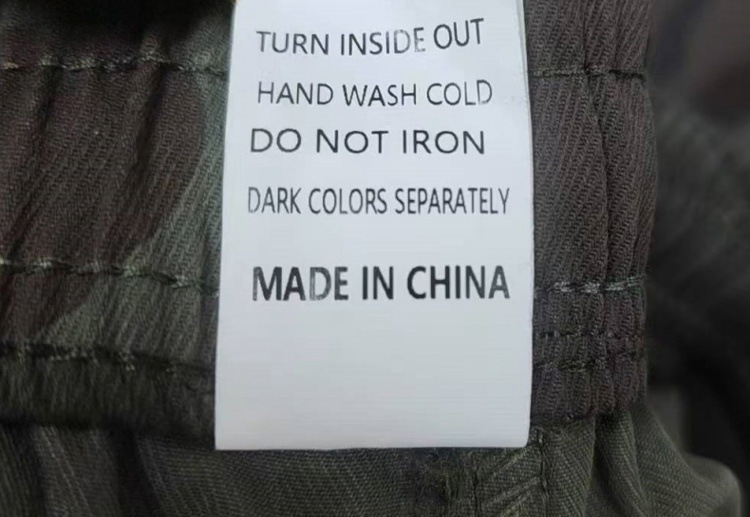 TURN INSIDE OUT
HAND WASH COLD
DO NOT IRON
DARK COLORS SEPARATELY
MADE IN CHINA